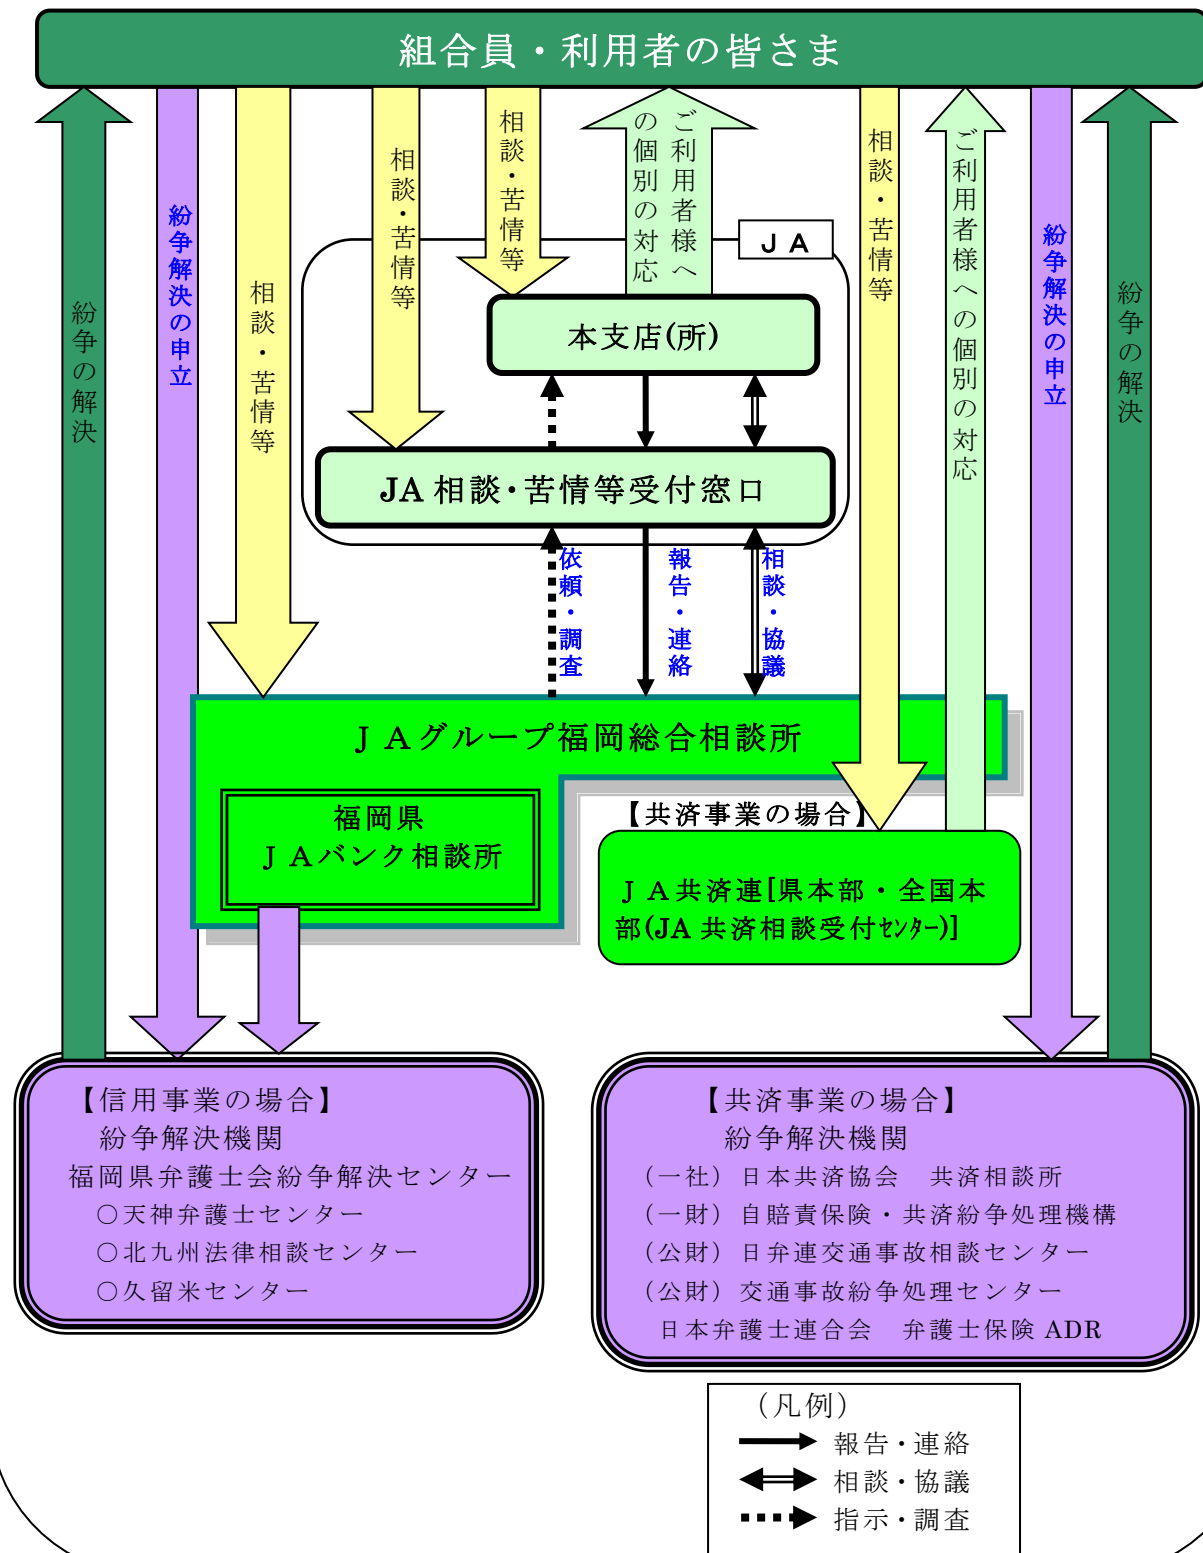 組合員・利用者の皆さま
紛争の解決
紛争解決の申立
相談・苦情等
相談・苦情等
相談・苦情等
ご利用者様へ
の個別の対応
相談・苦情等
ご利用者様への個別の対応
紛争解決の申立
紛争の解決
JA
本支店(所)
JA相談・苦情等受付窓口
依頼・調査
報告・連絡
相談・協議
JAグループ福岡総合相談所
福岡県
JAバンク相談所
【共済事業の場合】
JA共済連[県本部・全国本
部(JA共済相談受付ｾﾝﾀｰ)]
【信用事業の場合】
紛争解決機関
福岡県弁護士会紛争解決センター
○天神弁護士センター
○北九州法律相談センター
○久留米センター
【共済事業の場合】
紛争解決機関
（一社）日本共済協会　共済相談所
（一財）自賠責保険・共済紛争処理機構
（公財）日弁連交通事故相談センター
（公財）交通事故紛争処理センター
日本弁護士連合会　弁護士保険ADR
（凡例）
報告・連絡
相談・協議
指示・調査